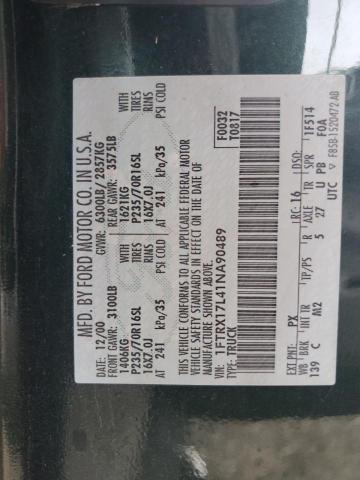 MFD. BY FORD MOTOR CO. IN U.S.A.
DATE: 12/00 GVWR: 6300LB/ 2857KG
FRONT GAWR: 3100LB REAR GAWR: 3575LB
1406KG WITH 1621KG WITH
P235/70R16SL TIRES P235/70R16SL TIRES
16X7.0J RIMS 16X7.0J RIMS
AT 241 kPa/35 PSI COLD AT 241 kPa/35 PSI COLD
THIS VEHICLE CONFORMS TO ALL APPLICABLE FEDERAL MOTOR
VEHICLE SAFETY STANDARDS IN EFFECT ON THE DATE OF
MANUFACTURE SHOWN ABOVE.
VIN: 1FTRX17L41NA90489 F0032
TYPE: TRUCK T0817
EXT PNT: PX RC: 16 DSO:
WB BRK INT TR TP/PS R AXLE TR SPR 1F514
139 C M2 5 27 U PB F0A
UTC F85B-1520472-AB